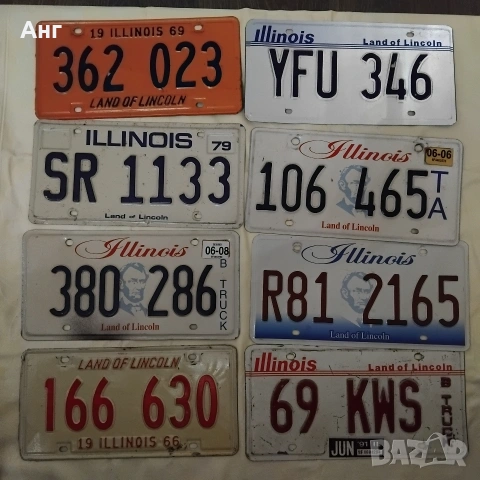 Анг
19 ILLINOIS 69
362 023
LAND OF LINCOLN
Illinois
Land of Lincoln
YFU 346
ILLINOIS
79
SR 1133
Land of Lincoln
Illinois
06-06
106 465 TA
Land of Lincoln
Illinois
06-08
380 286 B TRUCK
Land of Lincoln
Illinois
R81 2165
Land of Lincoln
LAND OF LINCOLN
166 630
19 ILLINOIS 66
Illinois
Land of Lincoln
69 KWS B TRUCK
JUN 91
BAZAR